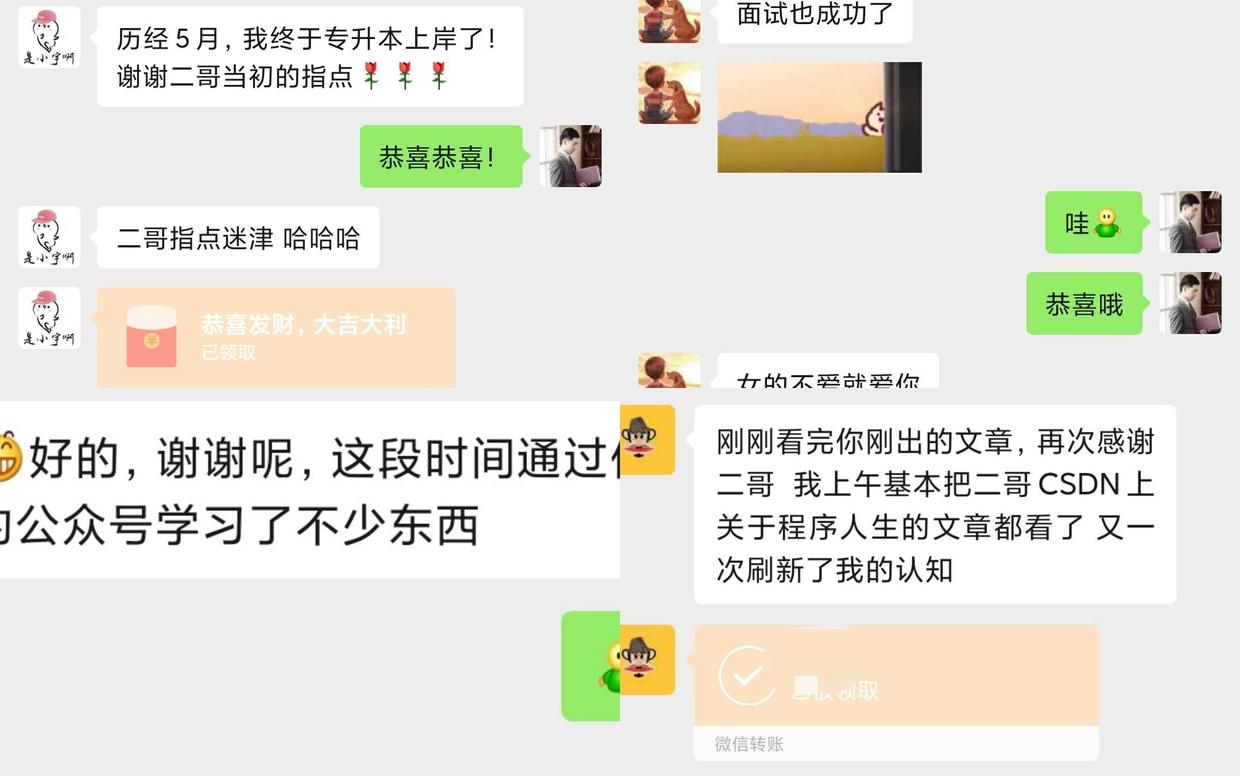 历经5月，我终于专升本上岸了！
谢谢二哥当初的指点
恭喜恭喜！
是小宇啊
二哥指点迷津 哈哈哈
是小宇啊
恭喜发财，大吉大利
已领取
是小宇啊
面试也成功了
哇
恭喜哦
女的不爱就爱你
好的，谢谢呢，这段时间通过
公众号学习了不少东西
刚刚看完你刚出的文章，再次感谢
二哥 我上午基本把二哥CSDN上
关于程序人生的文章都看了 又一
次刷新了我的认知
领取
微信转账